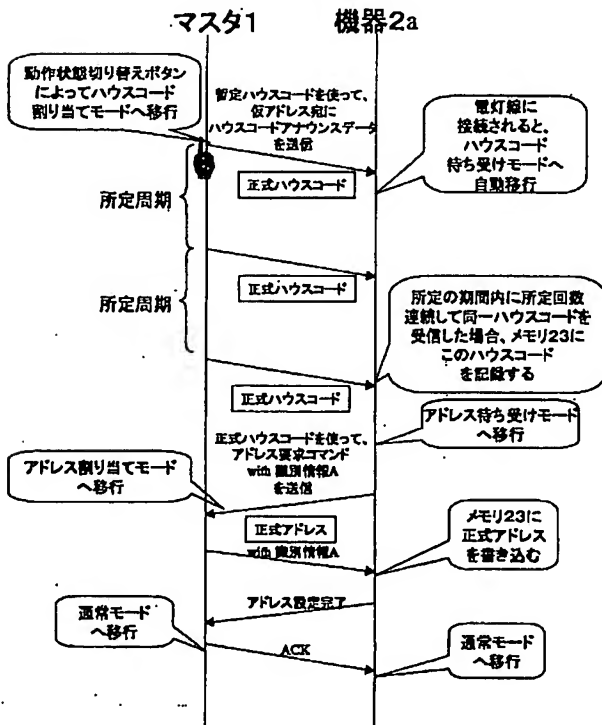 マスタ1
機器2a
動作状態切り替えボタン
によってハウスコード
割り当てモードへ移行
暫定ハウスコードを使って、
仮アドレス宛に
ハウスコードアナウンスデータ
を送信
電灯線に
接続されると、
ハウスコード
待ち受けモードへ
自動移行
正式ハウスコード
所定周期
正式ハウスコード
所定周期
所定の期間内に所定回数
連続して同一ハウスコードを
受信した場合、メモリ23に
このハウスコード
を記録する
正式ハウスコード
アドレス待ち受けモード
へ移行
正式ハウスコードを使って、
アドレス要求コマンド
with 識別情報A
を送信
アドレス割り当てモード
へ移行
正式アドレス
with 識別情報A
メモリ23に
正式アドレス
を書き込む
アドレス設定完了
通常モード
へ移行
ACK
通常モード
へ移行